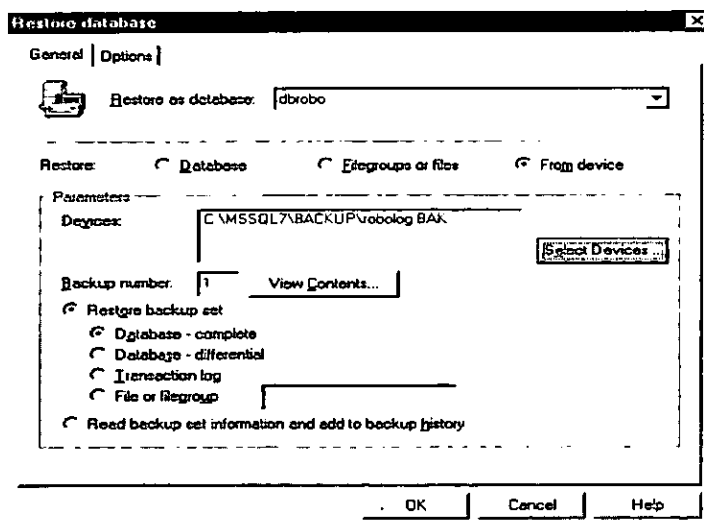 Restore database
General Options
Restore as database: dbrobo
Restore: Database Filegroups or files From device
Parameters
Devices: C:\MSSQL7\BACKUP\robolog.BAK
Select Devices...
Backup number: 1 View Contents...
Restore backup set
Database - complete
Database - differential
Transaction log
File or filegroup
Read backup set information and add to backup history
OK Cancel Help